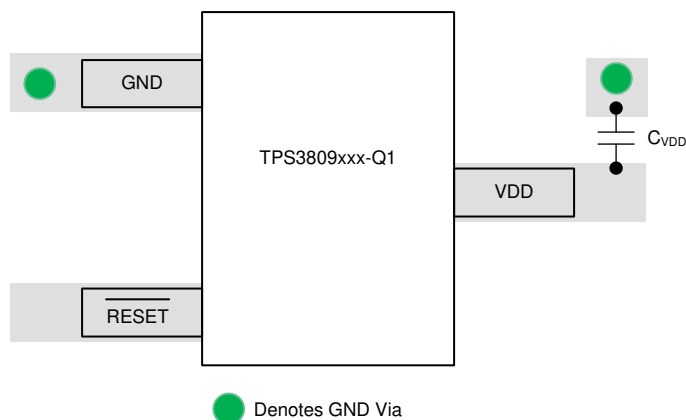 GND
TPS3809xxx-Q1
CVDD
VDD
RESET
Denotes GND Via